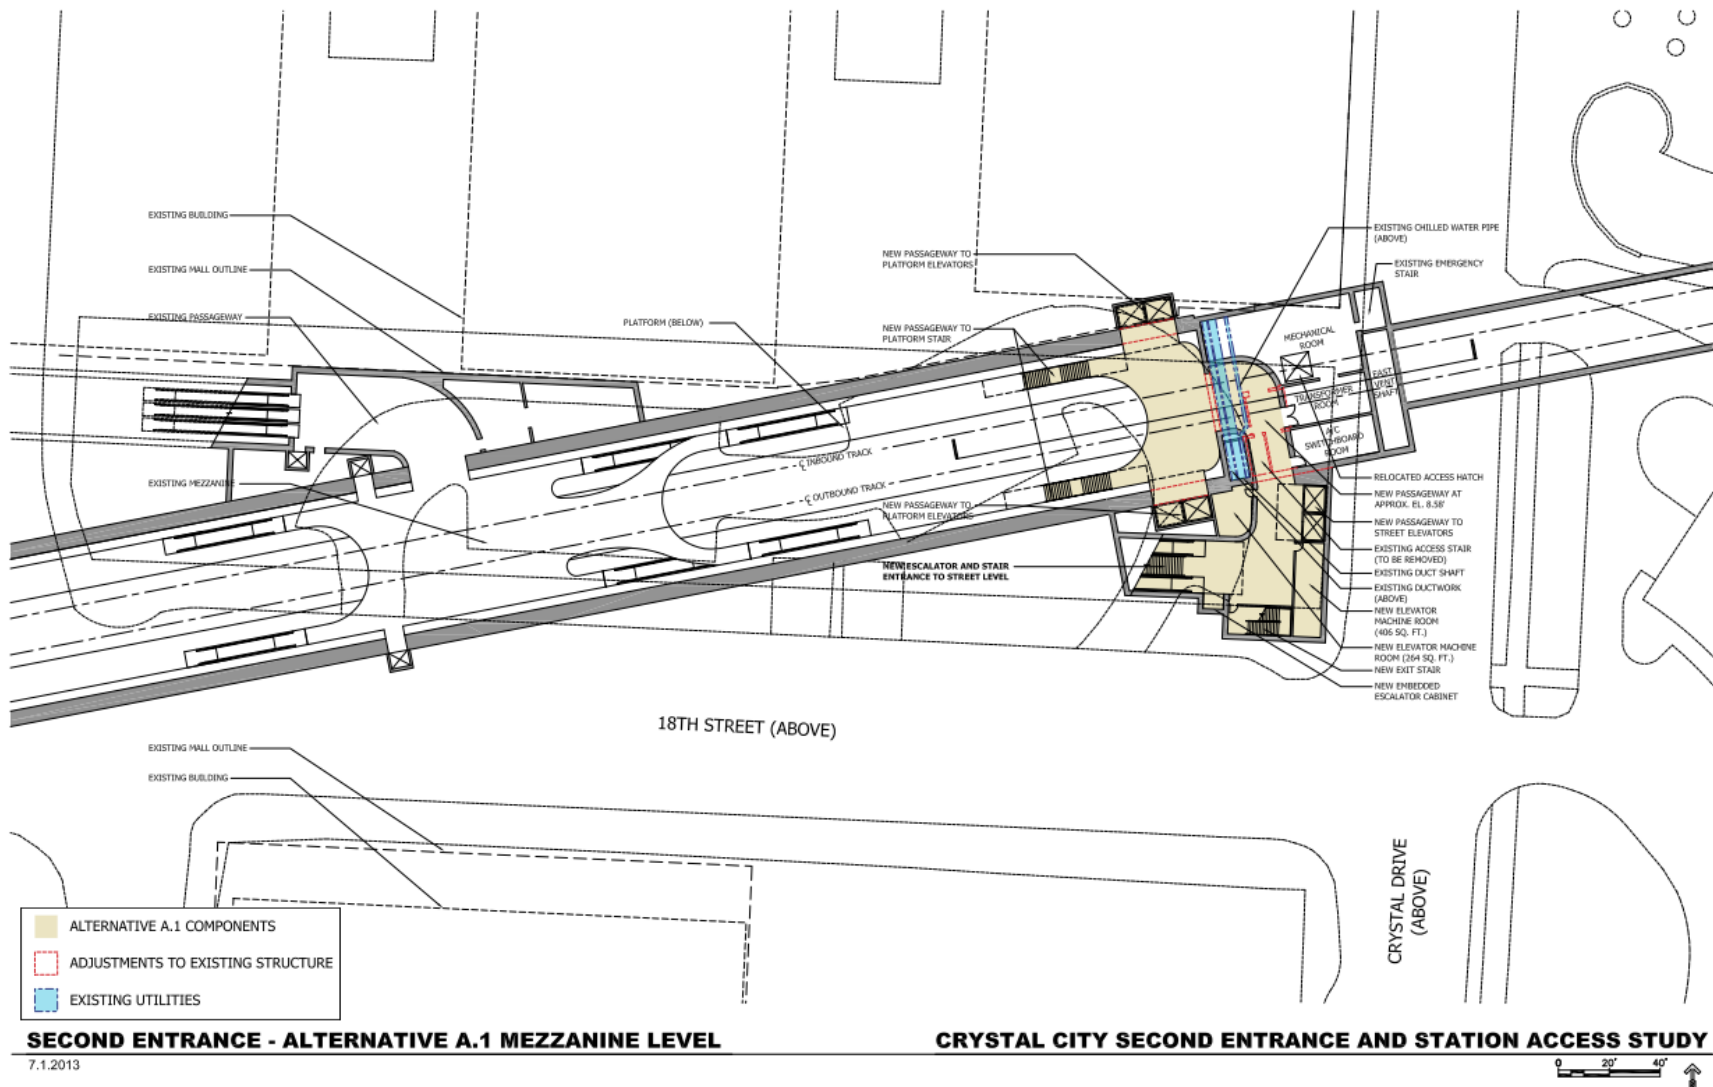 EXISTING BUILDING
EXISTING MALL OUTLINE
EXISTING PASSAGEWAY
EXISTING MEZZANINE
PLATFORM (BELOW)
NEW PASSAGEWAY TO
PLATFORM ELEVATORS
NEW PASSAGEWAY TO
PLATFORM STAIR
℄ INBOUND TRACK
℄ OUTBOUND TRACK
NEW PASSAGEWAY TO
PLATFORM ELEVATORS
NEW ESCALATOR AND STAIR
ENTRANCE TO STREET LEVEL
MECHANICAL
ROOM
TRANSFORMER
ROOM
EAST
VENT
SHAFT
A/C
SWITCHBOARD
ROOM
EXISTING CHILLED WATER PIPE
(ABOVE)
EXISTING EMERGENCY
STAIR
RELOCATED ACCESS HATCH
NEW PASSAGEWAY AT
APPROX. EL. 8.58'
NEW PASSAGEWAY TO
STREET ELEVATORS
EXISTING ACCESS STAIR
(TO BE REMOVED)
EXISTING DUCT SHAFT
EXISTING DUCTWORK
(ABOVE)
NEW ELEVATOR
MACHINE ROOM
(406 SQ. FT.)
NEW ELEVATOR MACHINE
ROOM (264 SQ. FT.)
NEW EXIT STAIR
NEW EMBEDDED
ESCALATOR CABINET
18TH STREET (ABOVE)
EXISTING MALL OUTLINE
EXISTING BUILDING
CRYSTAL DRIVE
(ABOVE)
ALTERNATIVE A.1 COMPONENTS
ADJUSTMENTS TO EXISTING STRUCTURE
EXISTING UTILITIES
SECOND ENTRANCE - ALTERNATIVE A.1 MEZZANINE LEVEL
CRYSTAL CITY SECOND ENTRANCE AND STATION ACCESS STUDY
7.1.2013
0 20' 40'